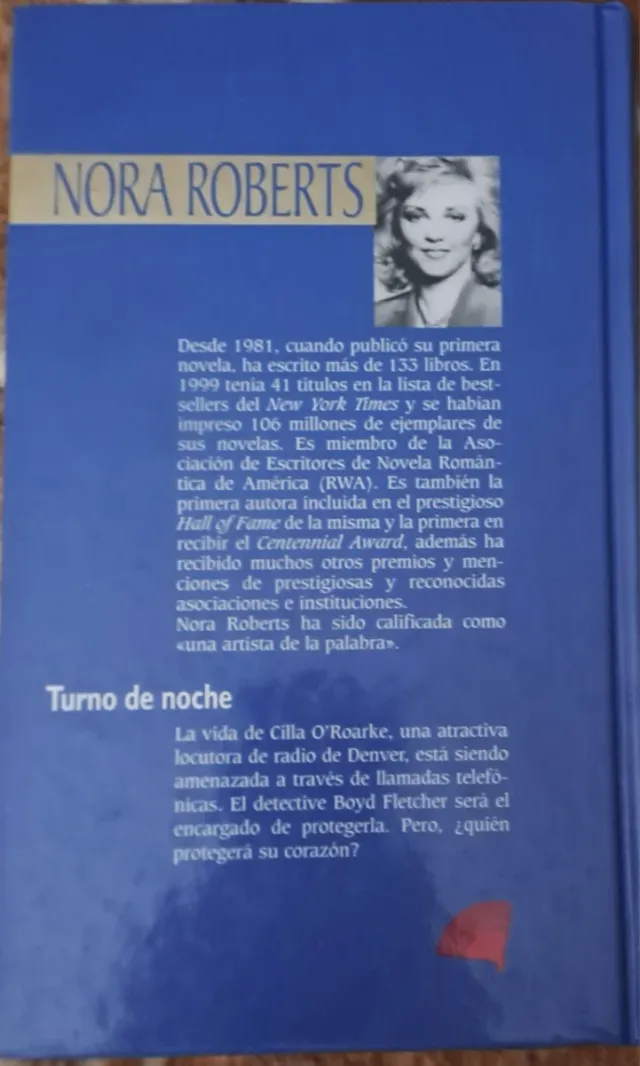 NORA ROBERTS
Desde 1981, cuando publicó su primera
novela, ha escrito más de 133 libros. En
1999 tenia 41 titulos en la lista de best-
sellers del New York Times y se habían
impreso 106 millones de ejemplares de
sus novelas. Es miembro de la Aso-
ciación de Escritores de Novela Román-
tica de América (RWA). Es también la
primera autora incluida en el prestigioso
Hall of Fame de la misma y la primera en
recibir el Centennial Award, además ha
recibido muchos otros premios y men-
ciones de prestigiosas y reconocidas
asociaciones e instituciones.
Nora Roberts ha sido calificada como
«una artista de la palabra».
Turno de noche
La vida de Cilla O'Roarke, una atractiva
locutora de radio de Denver, está siendo
amenazada a través de llamadas telefó-
nicas. El detective Boyd Fletcher será el
encargado de protegerla. Pero, ¿quién
protegerá su corazón?